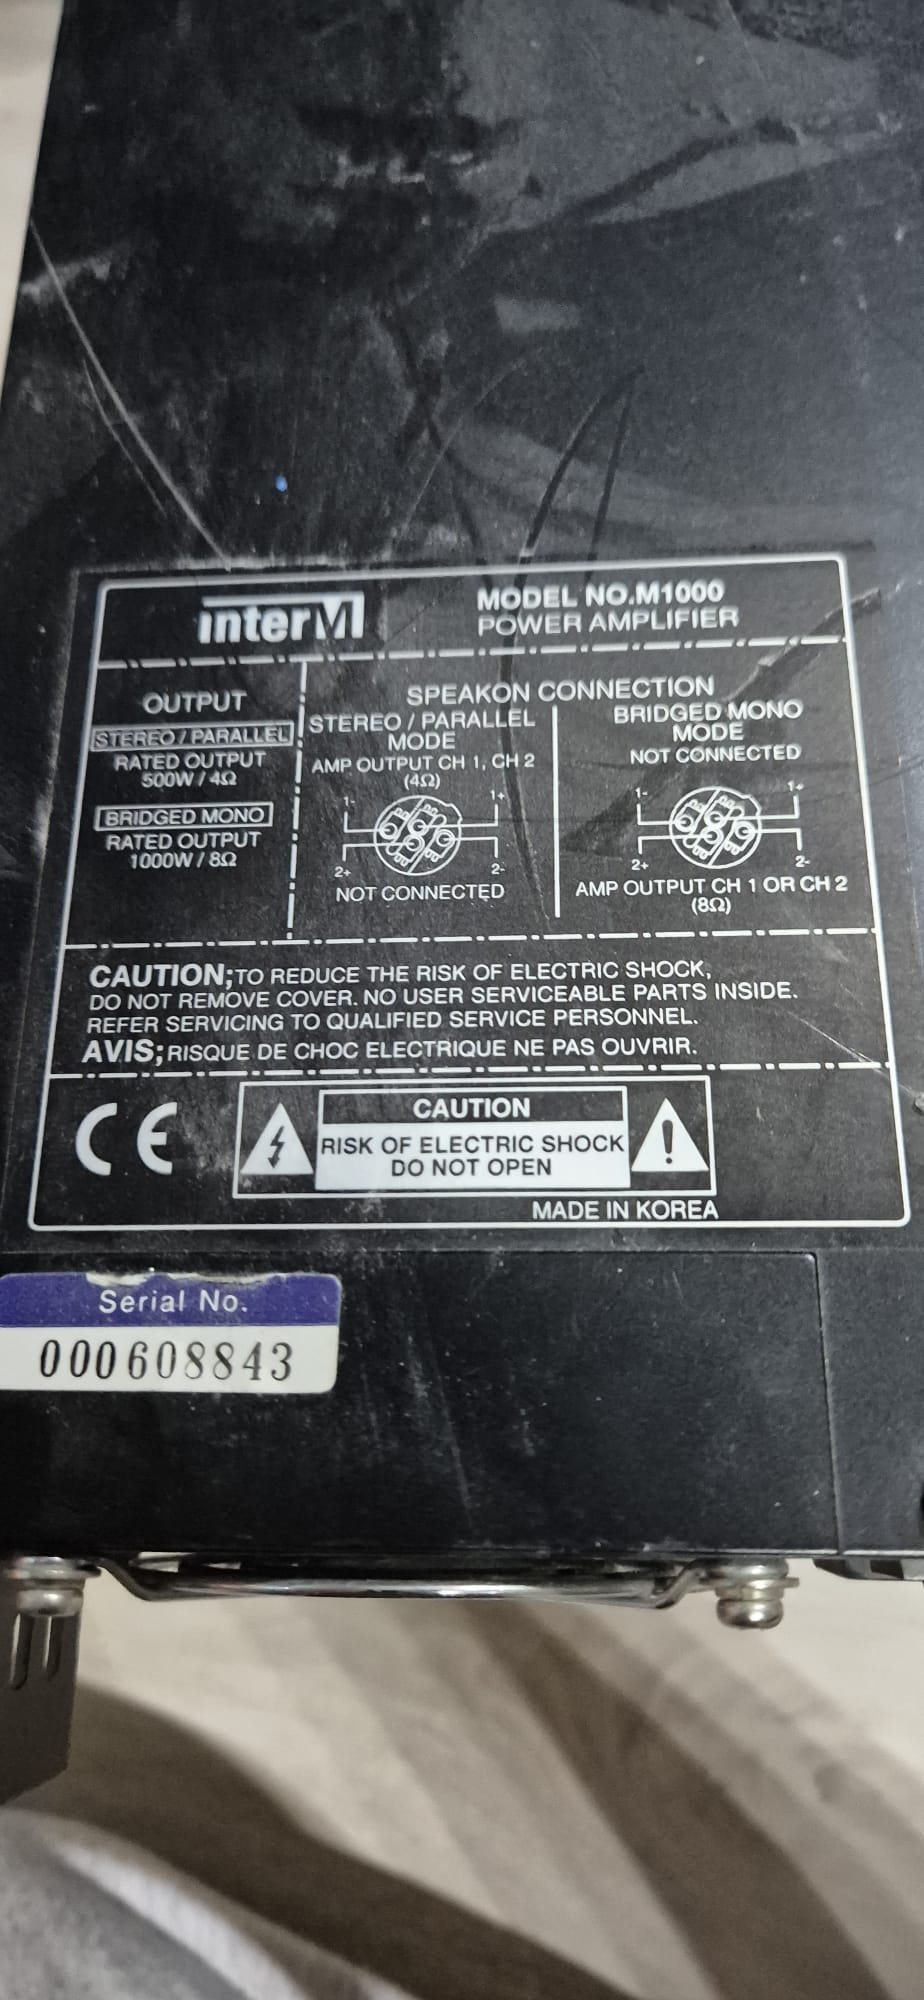 interM
MODEL NO.M1000
POWER AMPLIFIER
OUTPUT
STEREO / PARALLEL
RATED OUTPUT
500W / 4Ω
BRIDGED MONO
RATED OUTPUT
1000W / 8Ω
SPEAKON CONNECTION
STEREO / PARALLEL
MODE
AMP OUTPUT CH 1, CH 2
(4Ω)
1- 1+
2+ 2-
NOT CONNECTED
BRIDGED MONO
MODE
NOT CONNECTED
1- 1+
2+ 2-
AMP OUTPUT CH 1 OR CH 2
(8Ω)
CAUTION;TO REDUCE THE RISK OF ELECTRIC SHOCK,
DO NOT REMOVE COVER. NO USER SERVICEABLE PARTS INSIDE.
REFER SERVICING TO QUALIFIED SERVICE PERSONNEL.
AVIS;RISQUE DE CHOC ELECTRIQUE NE PAS OUVRIR.
CE
CAUTION
RISK OF ELECTRIC SHOCK
DO NOT OPEN
MADE IN KOREA
Serial No.
000608843